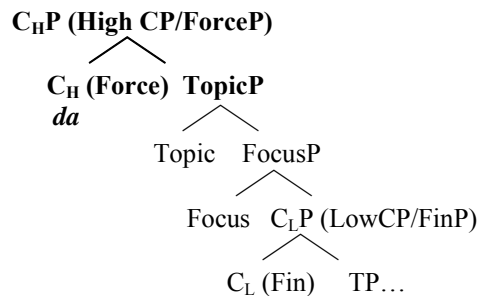 C_HP (High CP/ForceP)
C_H (Force) TopicP
da
Topic FocusP
Focus C_LP (LowCP/FinP)
C_L (Fin) TP…